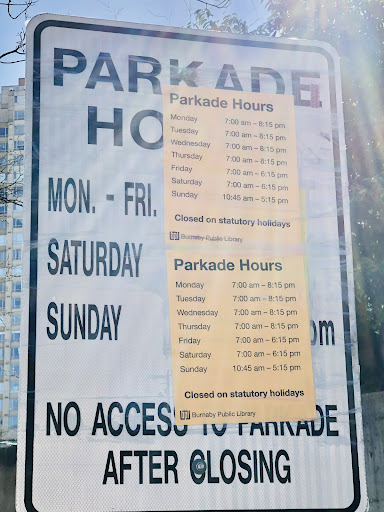 PARKADE
HO
MON. - FRI.
SATURDAY
SUNDAY
pm
Parkade Hours
Monday 7:00 am – 8:15 pm
Tuesday 7:00 am – 8:15 pm
Wednesday 7:00 am – 8:15 pm
Thursday 7:00 am – 8:15 pm
Friday 7:00 am – 6:15 pm
Saturday 7:00 am – 6:15 pm
Sunday 10:45 am – 5:15 pm
Closed on statutory holidays
Burnaby Public Library
Parkade Hours
Monday 7:00 am – 8:15 pm
Tuesday 7:00 am – 8:15 pm
Wednesday 7:00 am – 8:15 pm
Thursday 7:00 am – 8:15 pm
Friday 7:00 am – 6:15 pm
Saturday 7:00 am – 6:15 pm
Sunday 10:45 am – 5:15 pm
Closed on statutory holidays
Burnaby Public Library
NO ACCESS TO PARKADE
AFTER CLOSING